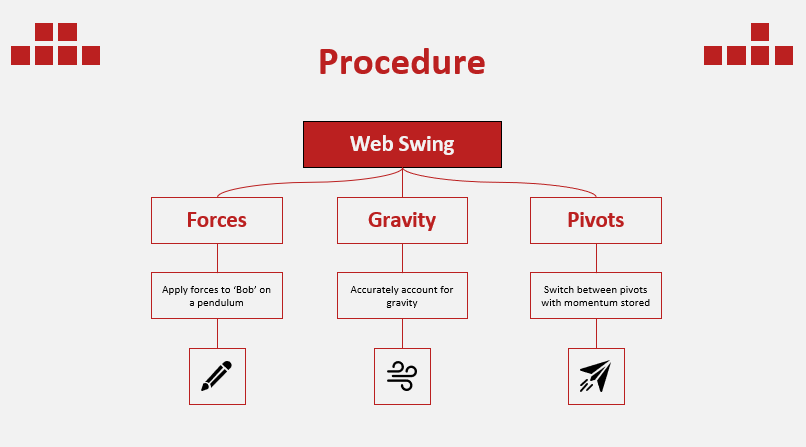 Procedure
Web Swing
Forces
Gravity
Pivots
Apply forces to ‘Bob’ on
a pendulum
Accurately account for
gravity
Switch between pivots
with momentum stored